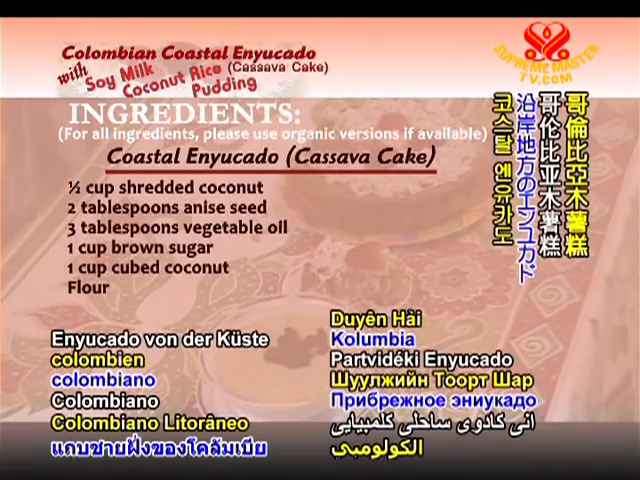 Colombian Coastal Enyucado
with Soy Milk (Cassava Cake)
Coconut Rice
Pudding
SUPREME MASTER
TV.COM
INGREDIENTS:
(For all ingredients, please use organic versions if available)
Coastal Enyucado (Cassava Cake)
½ cup shredded coconut
2 tablespoons anise seed
3 tablespoons vegetable oil
1 cup brown sugar
1 cup cubed coconut
Flour
哥倫比亞木薯糕
哥伦比亚木薯糕
沿岸地方のエンユカド
코스탈 엔유카도
Enyucado von der Küste
colombien
colombiano
Colombiano
Colombiano Litorâneo
แถบชายฝั่งของโคลัมเบีย
Duyên Hải
Kolumbia
Partvidéki Enyucado
Шуулжийн Тоорт Шар
Прибрежное эниукадо
انی کادوی ساحلی کلمبیایی
الكولومبي